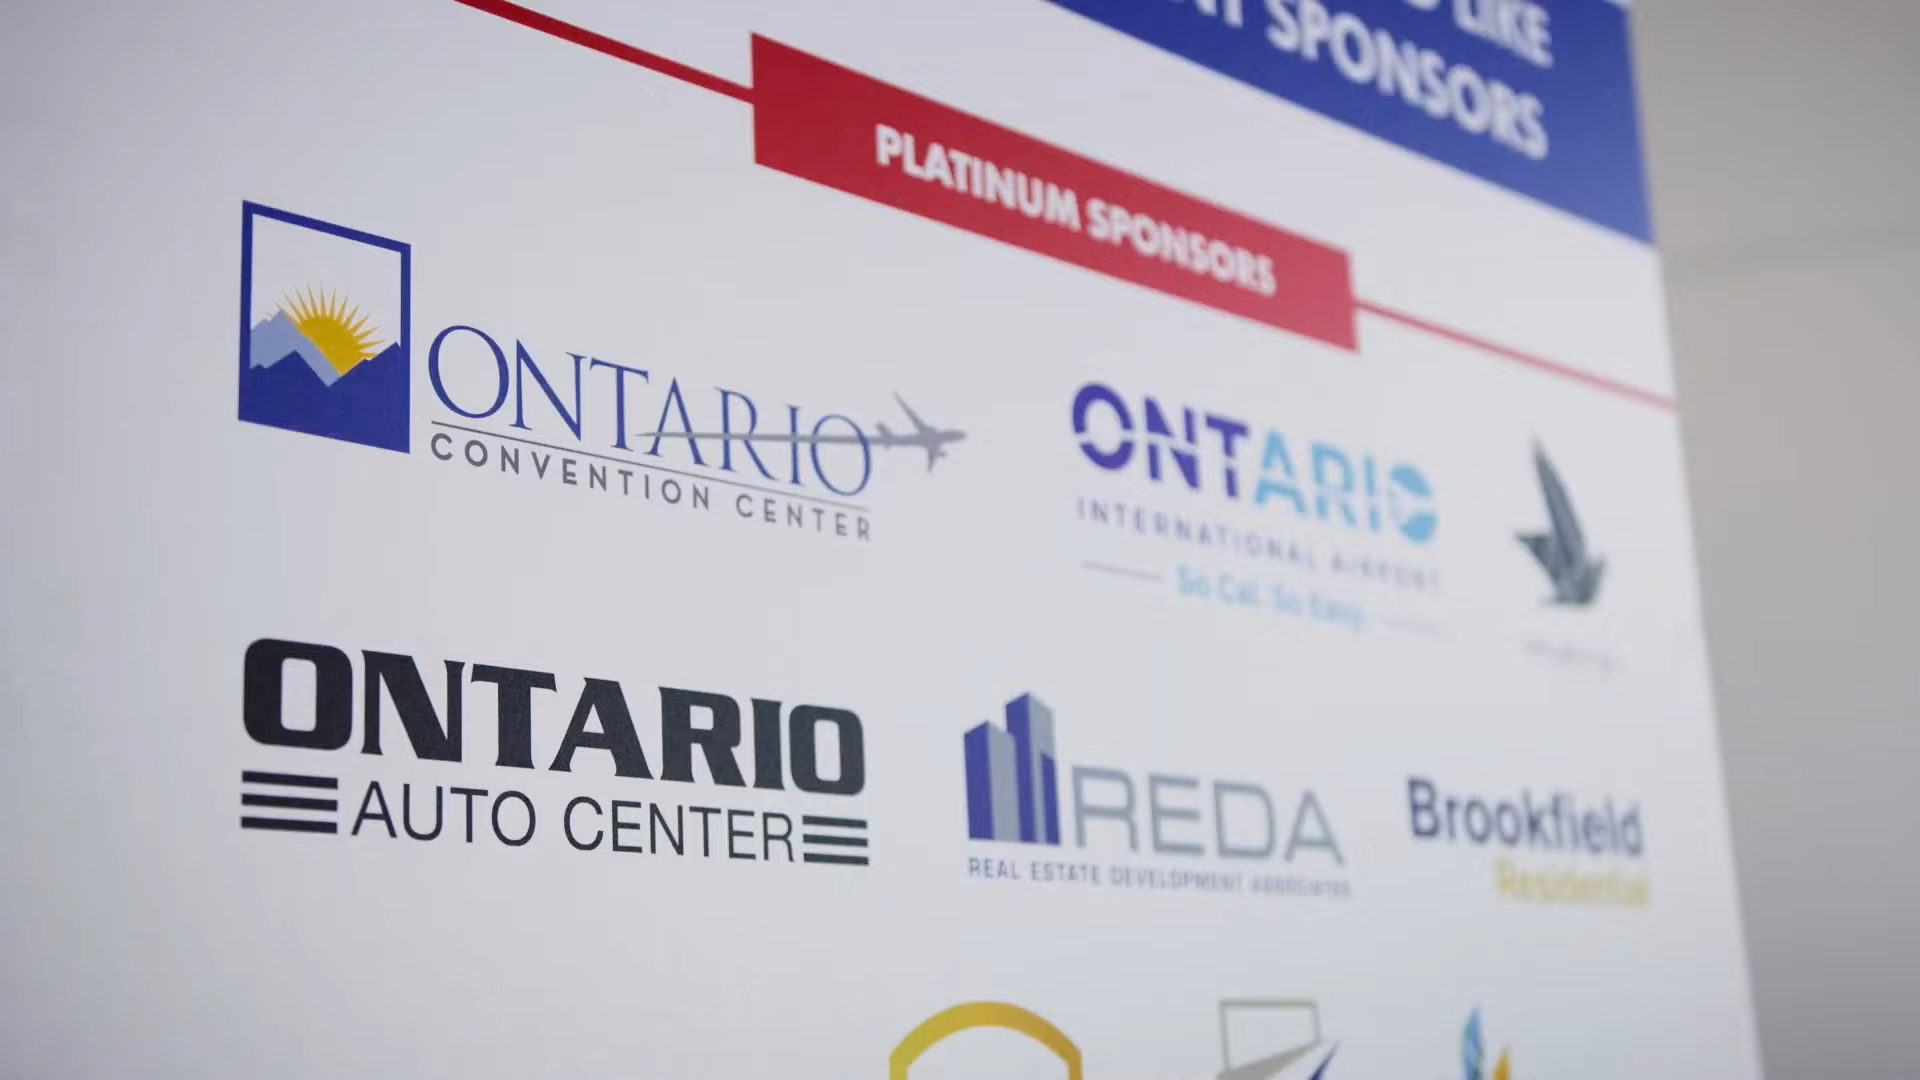 LIKE
SPONSORS
PLATINUM SPONSORS
ONTARIO
CONVENTION CENTER
ONTARIO
INTERNATIONAL AIRPORT
So Cal. So Easy.
ONTARIO
AUTO CENTER
REDA
REAL ESTATE DEVELOPMENT ASSOCIATES
Brookfield
Residential